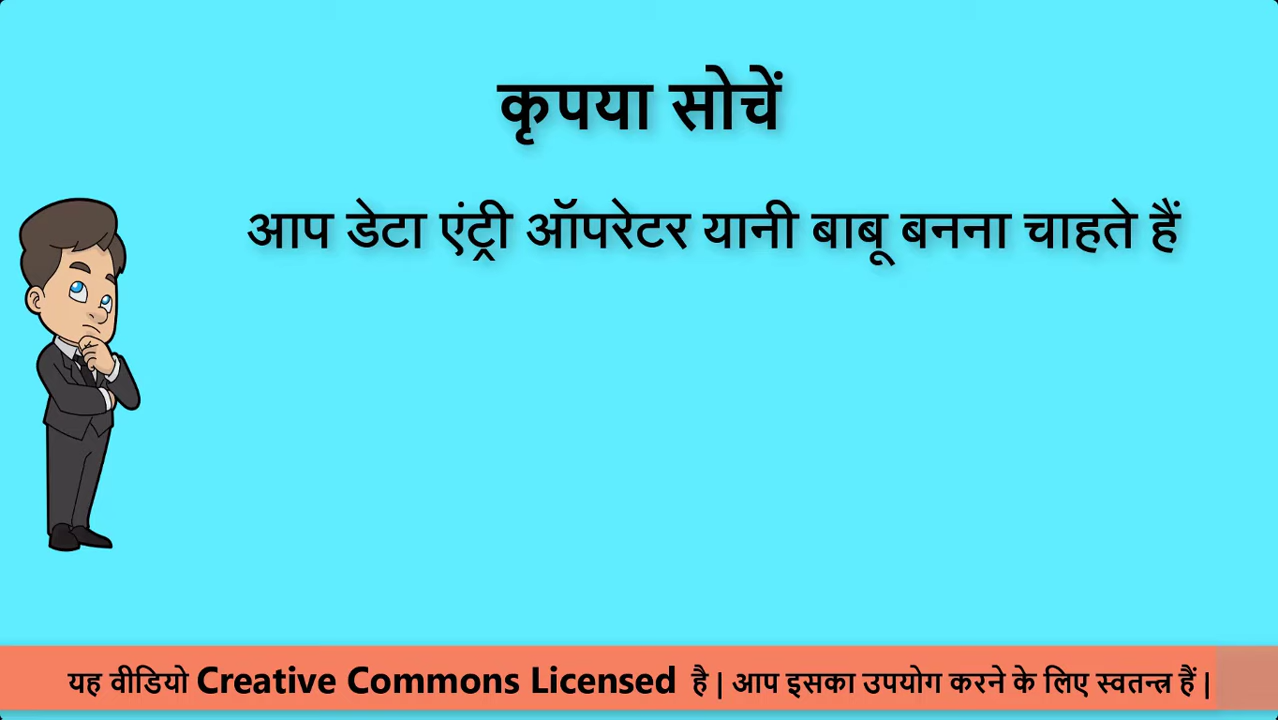 कृपया सोचें
आप डेटा एंट्री ऑपरेटर यानी बाबू बनना चाहते हैं
यह वीडियो Creative Commons Licensed है | आप इसका उपयोग करने के लिए स्वतन्त्र हैं |